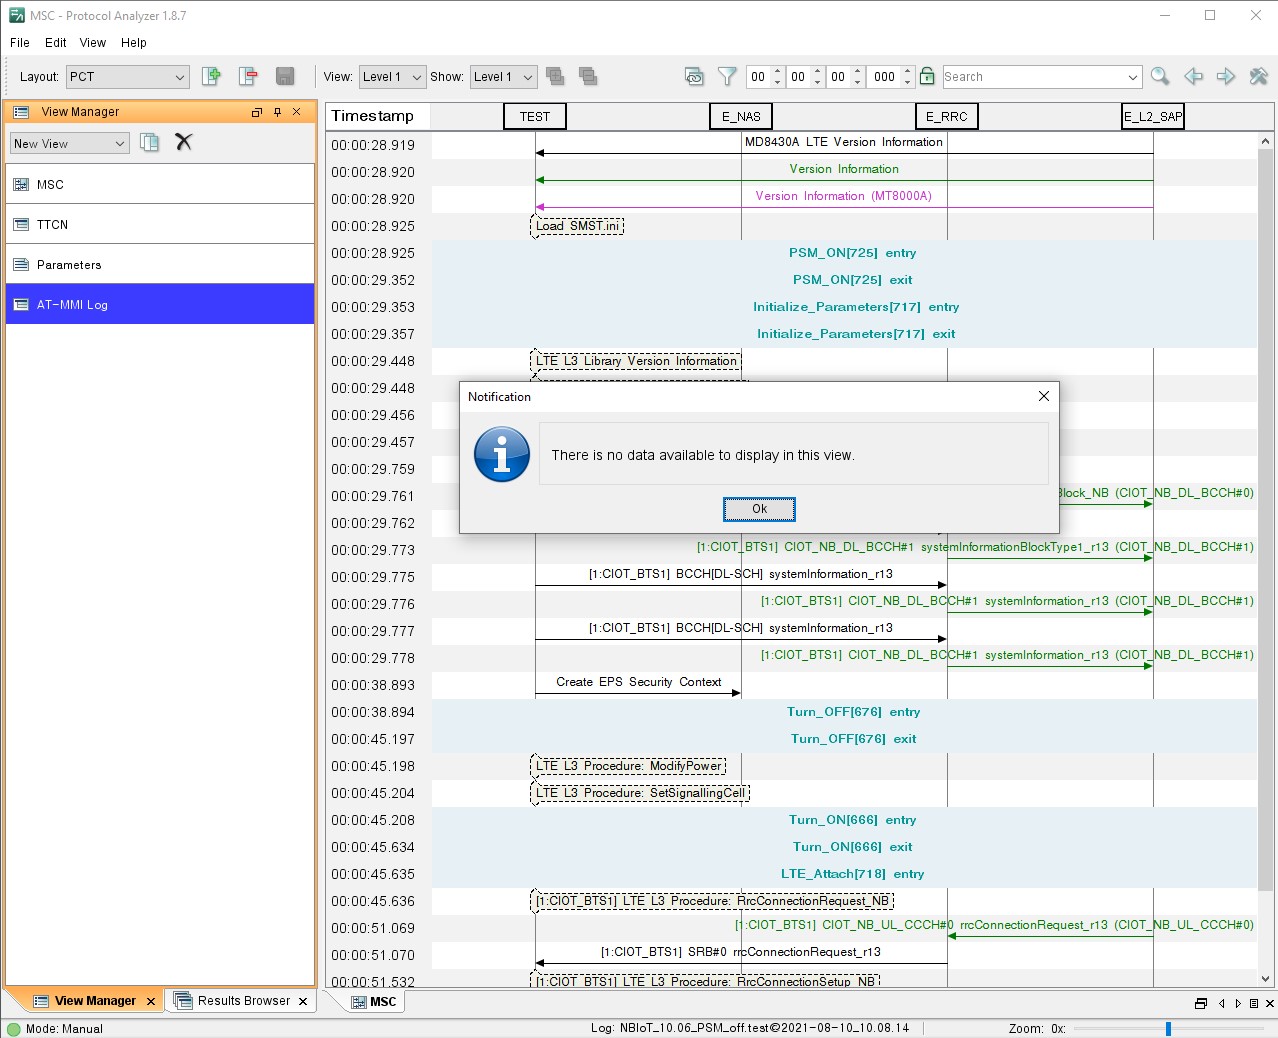 MSC - Protocol Analyzer 1.8.7
File Edit View Help
Layout: PCT View: Level 1 Show: Level 1 00 00 00 000 Search
View Manager
New View
MSC
TTCN
Parameters
AT-MMI Log
Timestamp TEST E_NAS E_RRC E_L2_SAP
00:00:28.919 MD8430A LTE Version Information
00:00:28.920 Version Information
00:00:28.920 Version Information (MT8000A)
00:00:28.925 Load SMST.ini
00:00:28.925 PSM_ON[725] entry
00:00:29.352 PSM_ON[725] exit
00:00:29.353 Initialize_Parameters[717] entry
00:00:29.357 Initialize_Parameters[717] exit
00:00:29.448 LTE L3 Library Version Information
00:00:29.448
00:00:29.456
00:00:29.457
00:00:29.759
00:00:29.761 Block_NB (CIOT_NB_DL_BCCH#0)
00:00:29.762
Notification
There is no data available to display in this view.
Ok
00:00:29.773 [1:CIOT_BTS1] CIOT_NB_DL_BCCH#1 systemInformationBlockType1_r13 (CIOT_NB_DL_BCCH#1)
00:00:29.775 [1:CIOT_BTS1] BCCH[DL-SCH] systemInformation_r13
00:00:29.776 [1:CIOT_BTS1] CIOT_NB_DL_BCCH#1 systemInformation_r13 (CIOT_NB_DL_BCCH#1)
00:00:29.777 [1:CIOT_BTS1] BCCH[DL-SCH] systemInformation_r13
00:00:29.778 [1:CIOT_BTS1] CIOT_NB_DL_BCCH#1 systemInformation_r13 (CIOT_NB_DL_BCCH#1)
00:00:38.893 Create EPS Security Context
00:00:38.894 Turn_OFF[676] entry
00:00:45.197 Turn_OFF[676] exit
00:00:45.198 LTE L3 Procedure: ModifyPower
00:00:45.204 LTE L3 Procedure: SetSignallingCell
00:00:45.208 Turn_ON[666] entry
00:00:45.634 Turn_ON[666] exit
00:00:45.635 LTE_Attach[718] entry
00:00:45.636 [1:CIOT_BTS1] LTE L3 Procedure: RrcConnectionRequest_NB
00:00:51.069 [1:CIOT_BTS1] CIOT_NB_UL_CCCH#0 rrcConnectionRequest_r13 (CIOT_NB_UL_CCCH#0)
00:00:51.070 [1:CIOT_BTS1] SRB#0 rrcConnectionRequest_r13
00:00:51.532 [1:CIOT_BTS1] LTE L3 Procedure: RrcConnectionSetup_NB
View Manager Results Browser MSC
Mode: Manual Log: NBIoT_10.06_PSM_off.test@2021-08-10_10.08.14 Zoom: 0x: